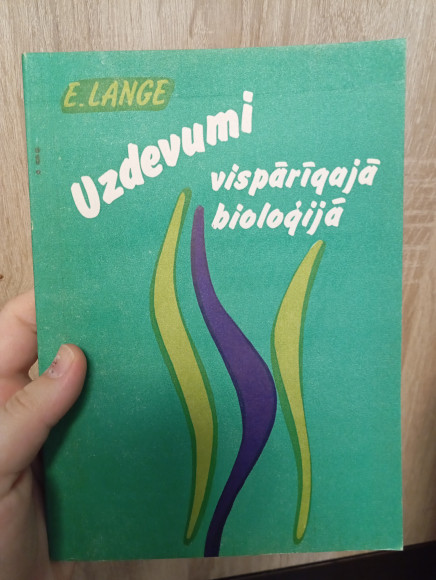 E. LANGE
Uzdevumi
vispārīgajā
bioloģijā